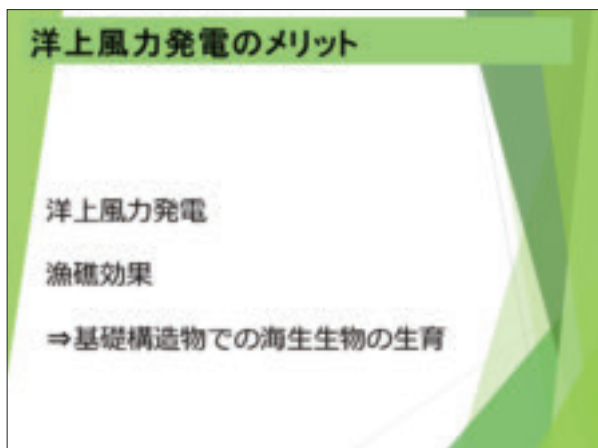 洋上風力発電のメリット
洋上風力発電
漁礁効果
⇒基礎構造物での海生生物の生育